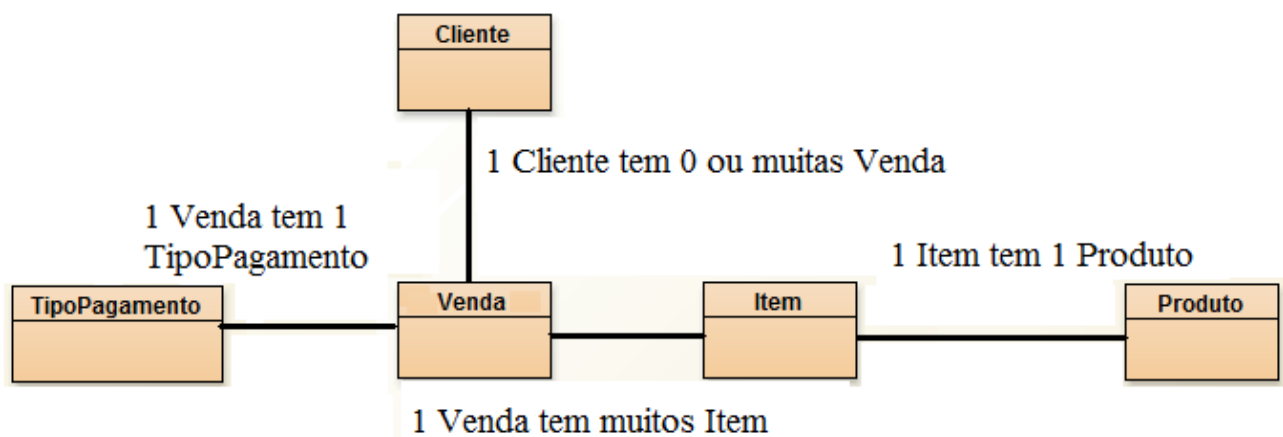 Cliente
1 Cliente tem 0 ou muitas Venda
1 Venda tem 1
TipoPagamento
1 Item tem 1 Produto
TipoPagamento
Venda
Item
Produto
1 Venda tem muitos Item